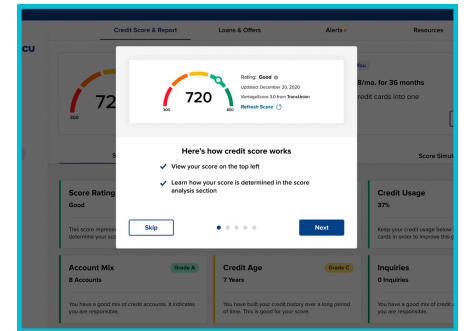 Credit Score & Report
Loans & Offers
Alerts
Resources
CU
72
300
Rating: Good
Updated: December 20, 2020
VantageScore 3.0 from TransUnion
Refresh Score
720
300
850
8/mo. for 36 months
redit cards into one
Here's how credit score works
View your score on the top left
Learn how your score is determined in the score
analysis section
Skip
Next
S
Score Simul
Score Rating
Good
This score represen
determine your scor
Credit Usage
37%
Keep your credit usage below
cards in order to improve this g
Account Mix
Grade A
8 Accounts
You have a good mix of credit accounts. It indicates
you are responsible.
Credit Age
Grade C
7 Years
You have built your credit history over a long period
of time. This is good for your score.
Inquiries
0 Inquiries
You have a good mix of credit a
you are responsible.